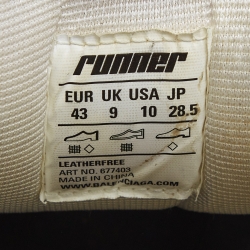 runner
EUR UK USA JP
43 9 10 28.5
LEATHERFREE
ART NO. 677403
MADE IN CHINA
WWW.BALENCIAGA.COM